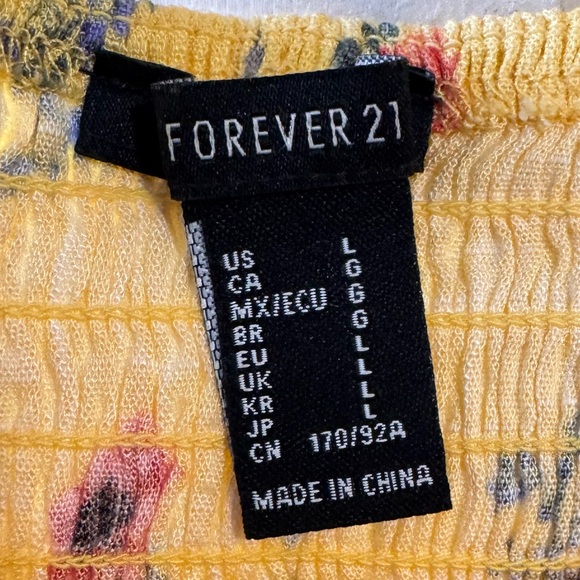 FOREVER 21
US L
CA G
MX/ECU G
BR G
EU L
UK L
KR L
JP L
CN 170/92A
MADE IN CHINA